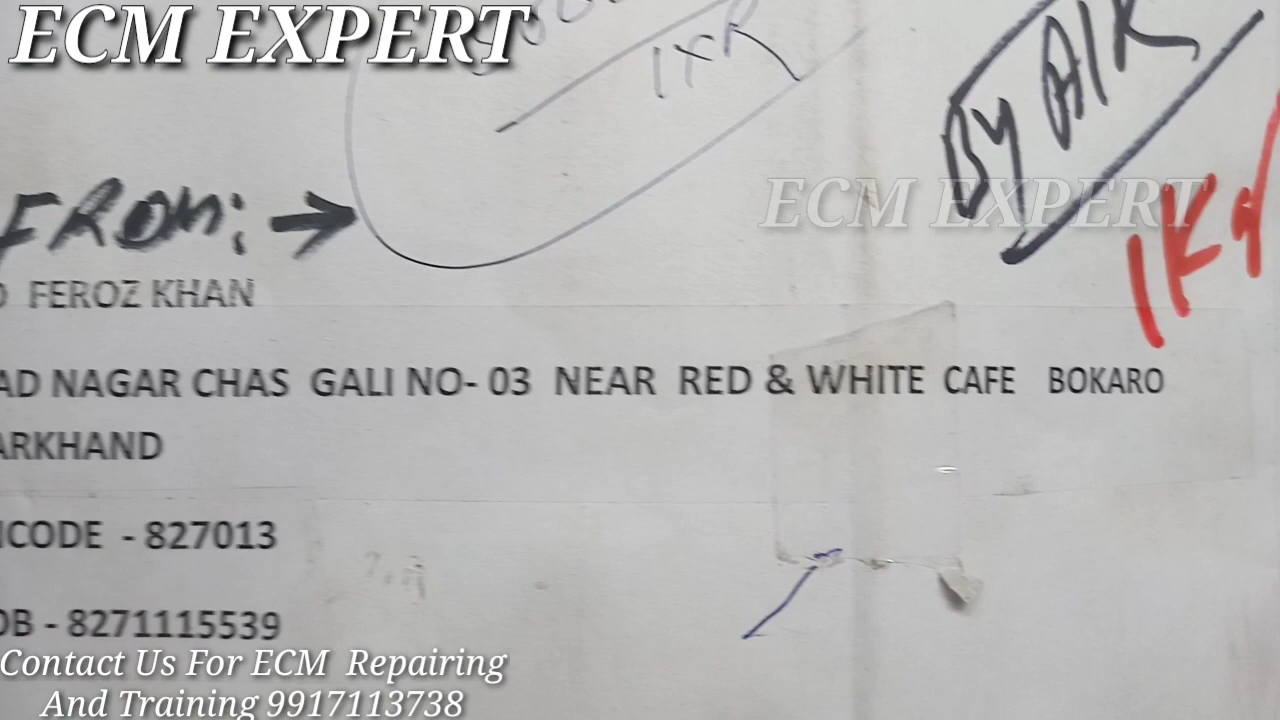 ECM EXPERT
IXR
BY AIR
1Kg
FROM: →
ECM EXPERT
FEROZ KHAN
AD NAGAR CHAS GALI NO- 03 NEAR RED & WHITE CAFE BOKARO
ARKHAND
CODE - 827013
OB - 8271115539
Contact Us For ECM Repairing
And Training 9917113738